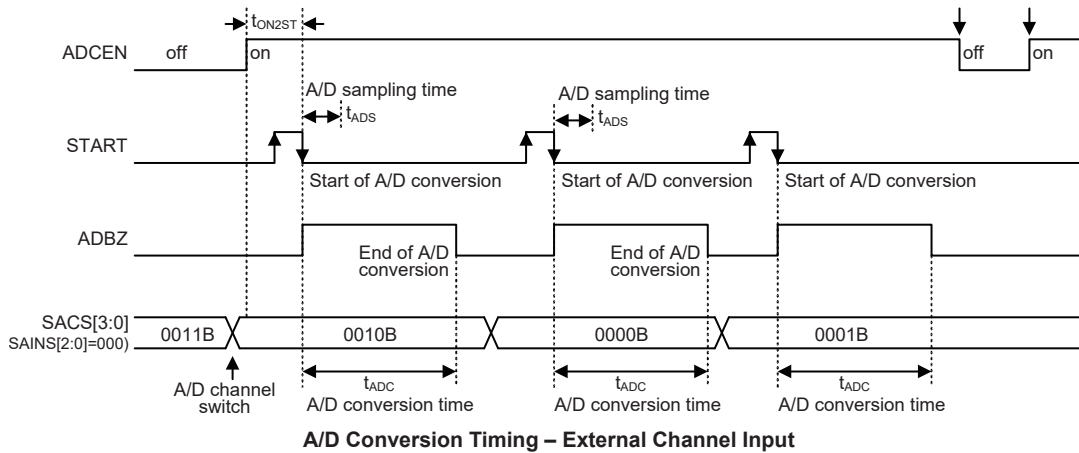 tON2ST
ADCEN off on off on
A/D sampling time A/D sampling time
tADS tADS
START
Start of A/D conversion Start of A/D conversion Start of A/D conversion
ADBZ
End of A/D conversion End of A/D conversion
SACS[3:0]
SAINS[2:0]=000)
0011B 0010B 0000B 0001B
A/D channel switch
tADC tADC tADC
A/D conversion time A/D conversion time A/D conversion time
A/D Conversion Timing – External Channel Input